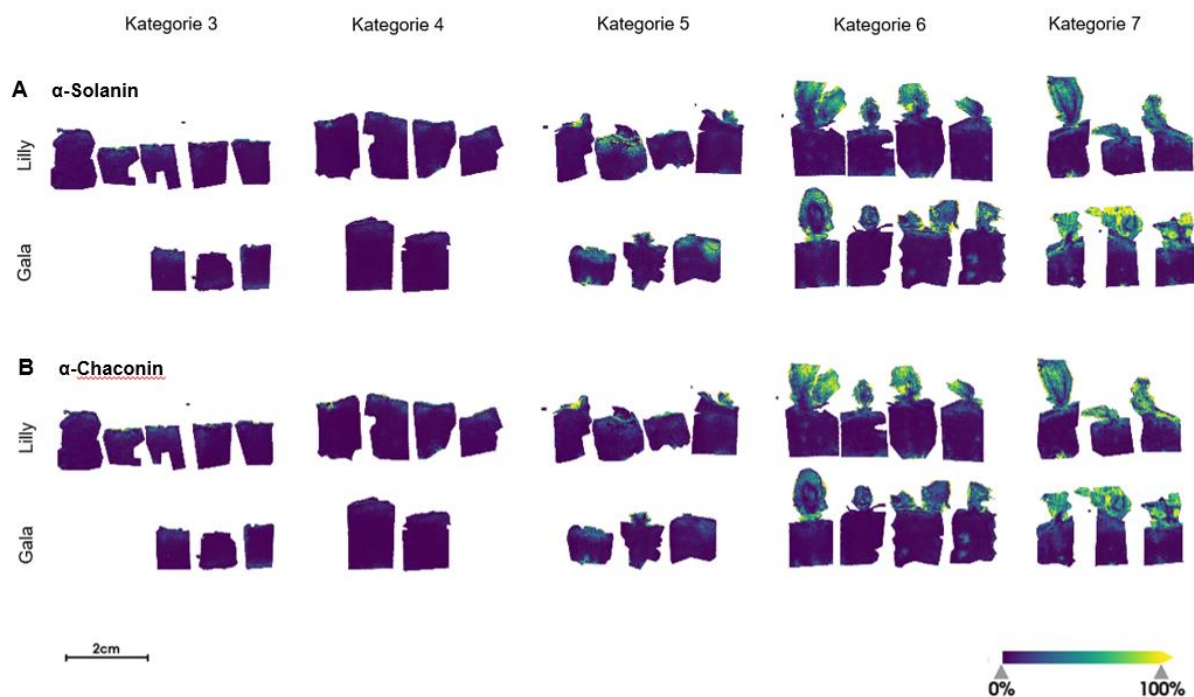 Kategorie 3 Kategorie 4 Kategorie 5 Kategorie 6 Kategorie 7
A α-Solanin
Lilly
Gala
B α-Chaconin
Lilly
Gala
2cm
0% 100%